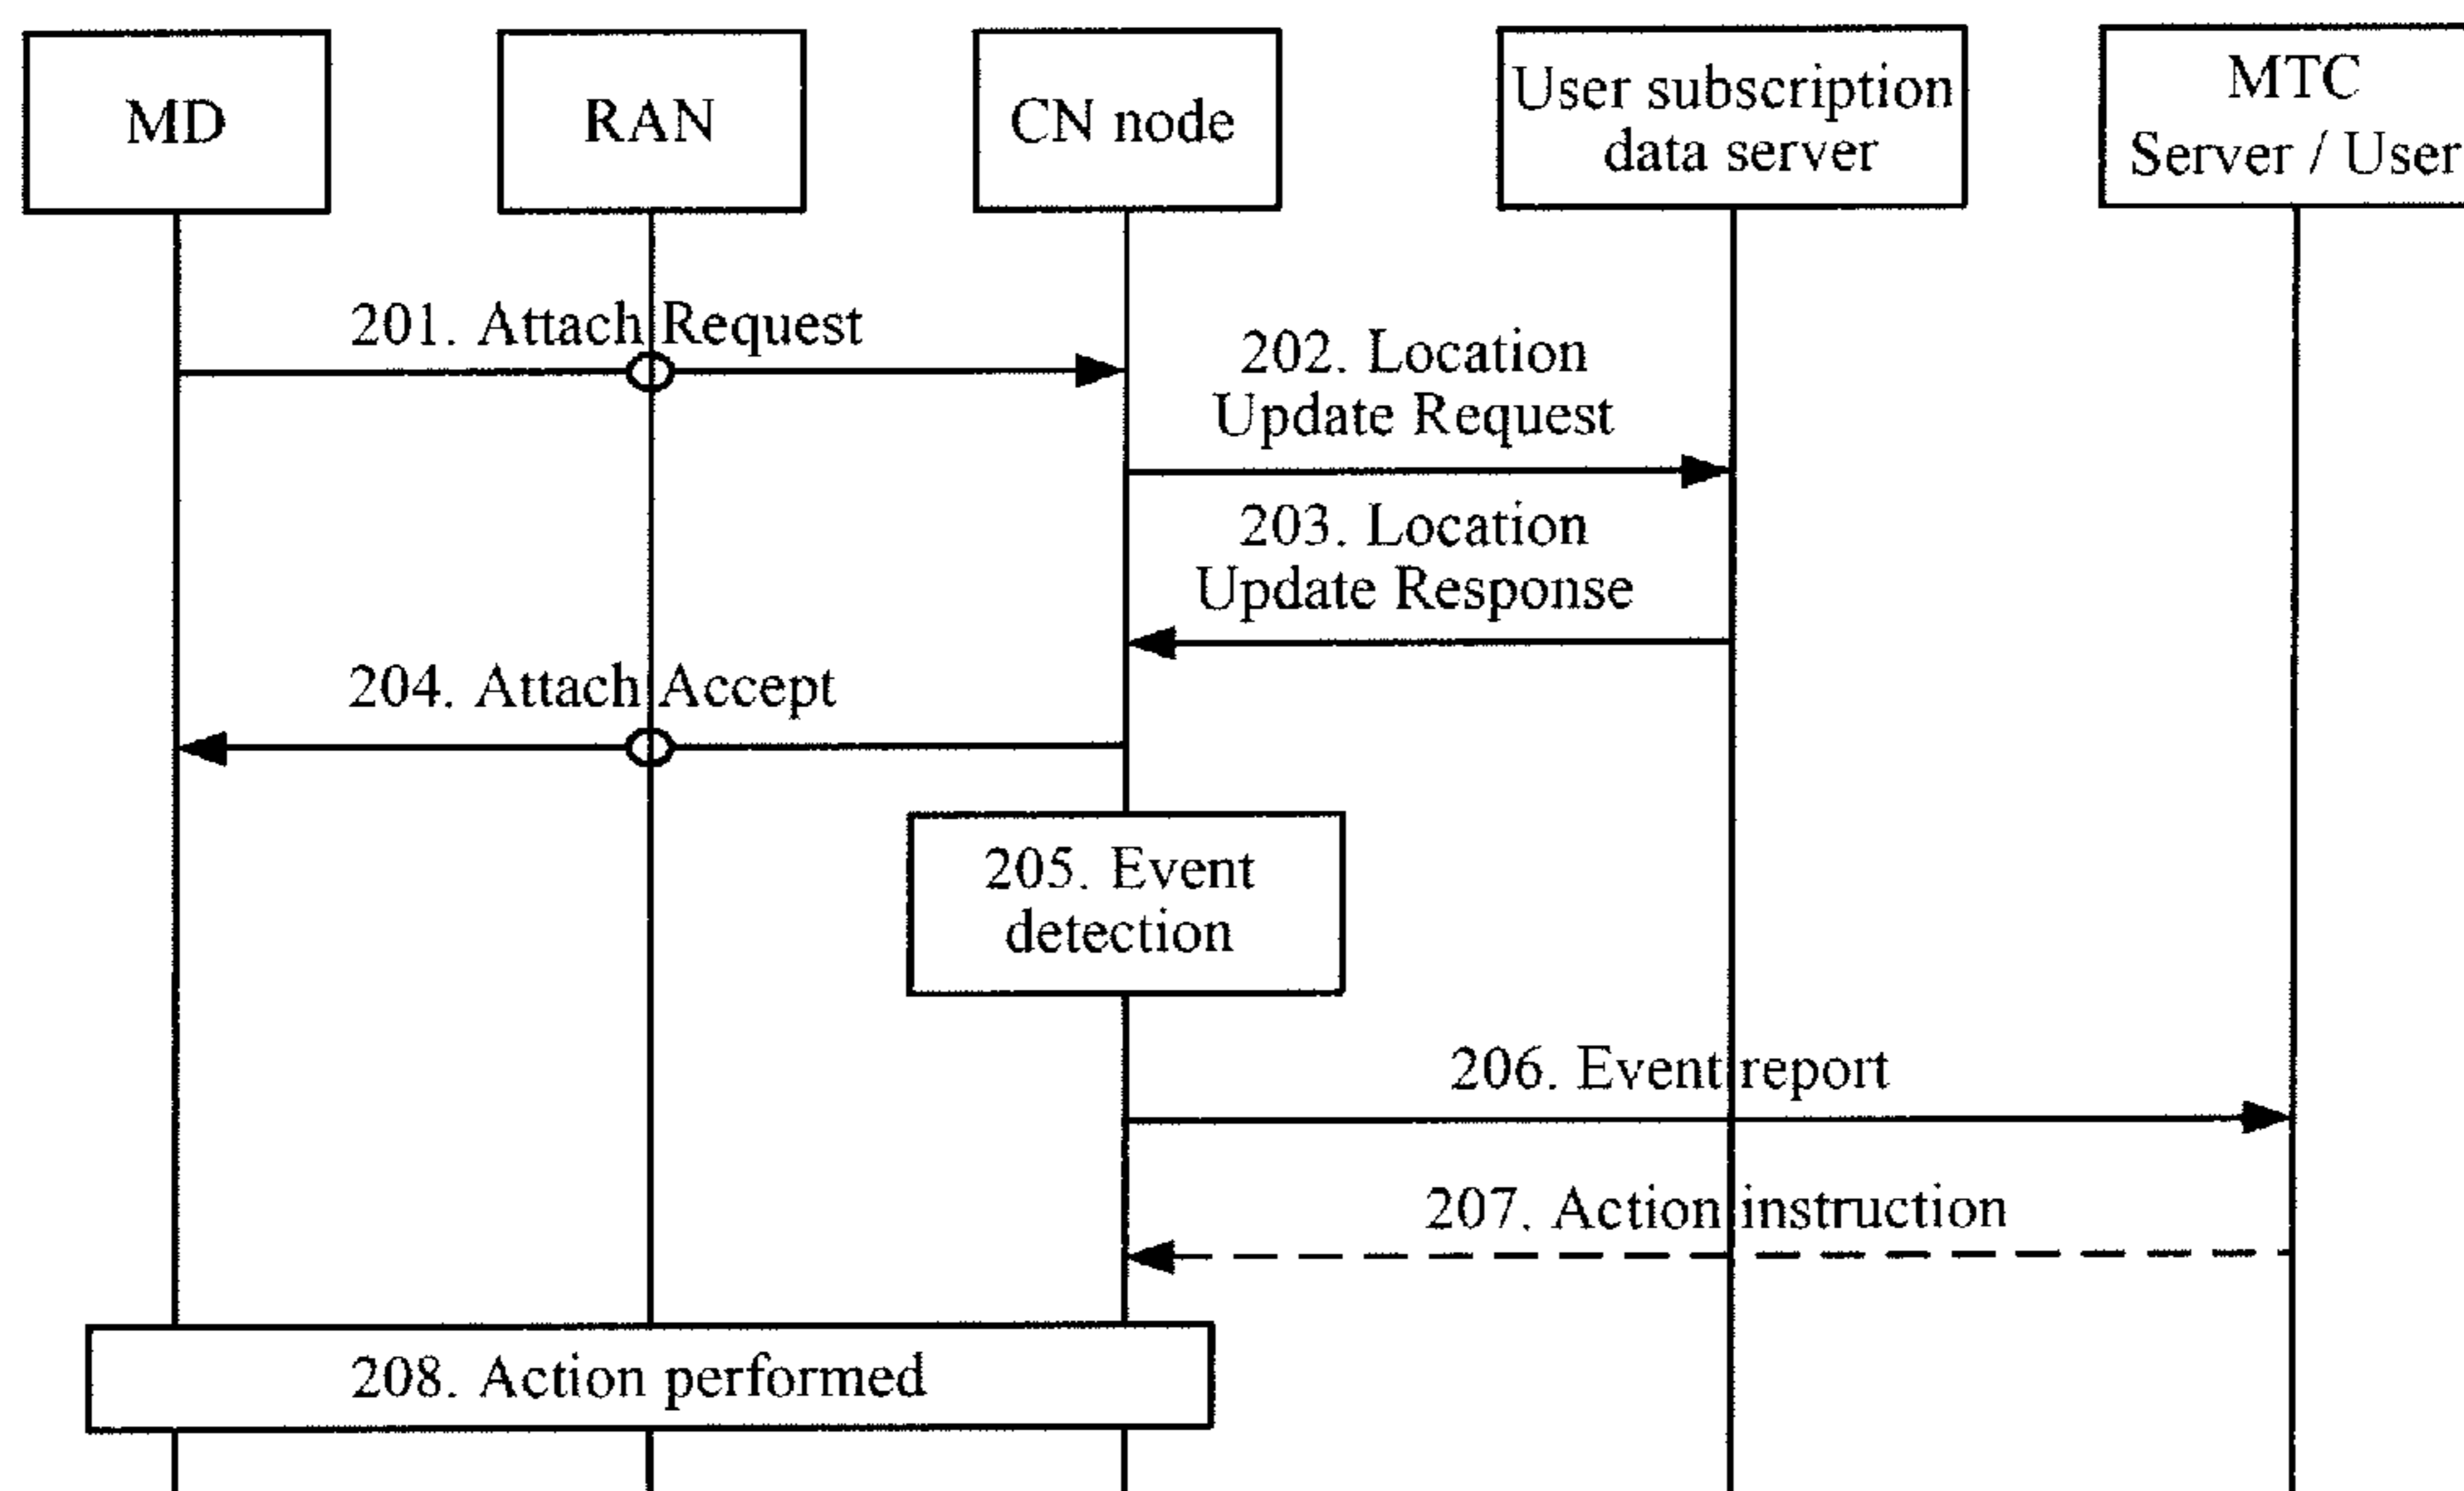 MD
RAN
CN node
User subscription
data server
MTC
Server / User
201. Attach Request
202. Location
Update Request
203. Location
Update Response
204. Attach Accept
205. Event
detection
206. Event report
207. Action instruction
208. Action performed